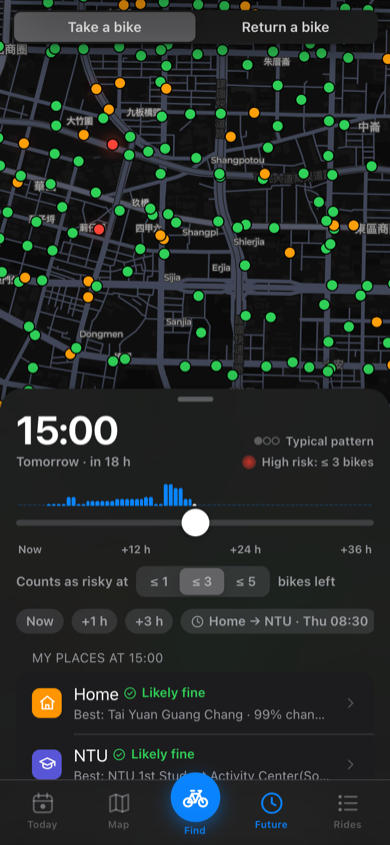 Take a bike
Return a bike
朱厝崙
九板橋
大竹圍
中崙
Shangpotou
玖梗
四甲六
Shangpi
Shierjia
Erjia
Sijia
Sanjia
Dongmen
15:00
Typical pattern
Tomorrow · in 18 h
High risk: ≤ 3 bikes
Now
+12 h
+24 h
+36 h
Counts as risky at
≤ 1
≤ 3
≤ 5
bikes left
Now
+1 h
+3 h
Home → NTU · Thu 08:30
MY PLACES AT 15:00
Home
Likely fine
Best: Tai Yuan Guang Chang · 99% chan...
NTU
Likely fine
Best: NTU 1st Student Activity Center(So...
Today
Map
Find
Future
Rides